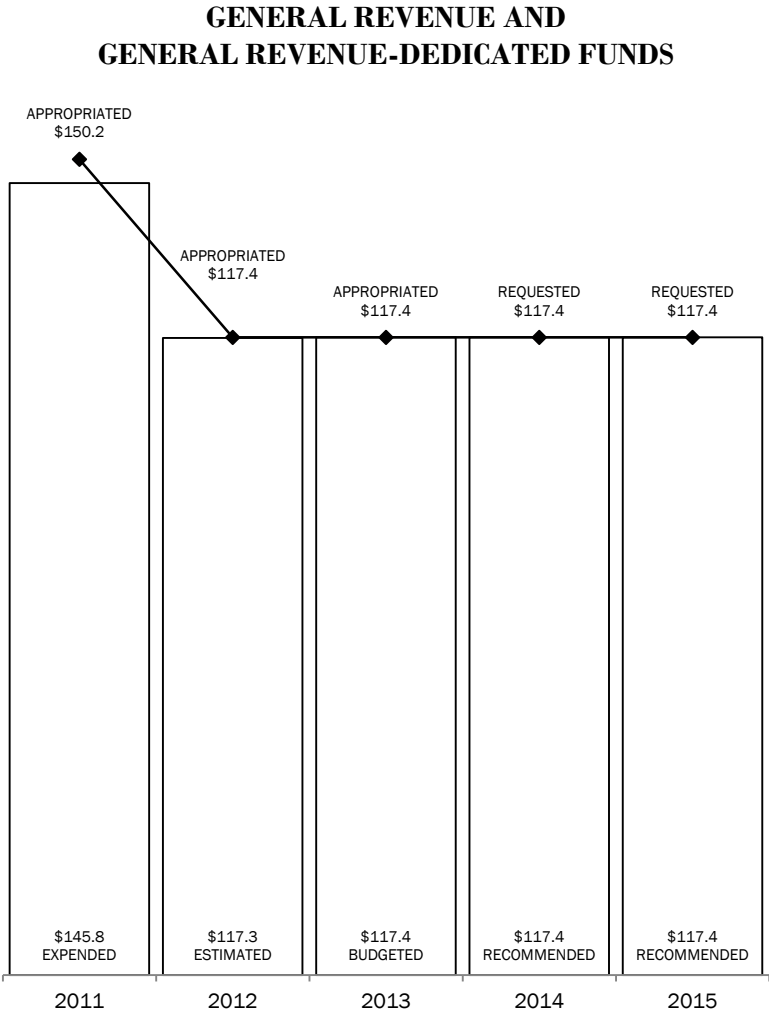 GENERAL REVENUE AND
GENERAL REVENUE-DEDICATED FUNDS
APPROPRIATED
$150.2
APPROPRIATED
$117.4
APPROPRIATED
$117.4
REQUESTED
$117.4
REQUESTED
$117.4
$145.8
EXPENDED
$117.3
ESTIMATED
$117.4
BUDGETED
$117.4
RECOMMENDED
$117.4
RECOMMENDED
2011
2012
2013
2014
2015